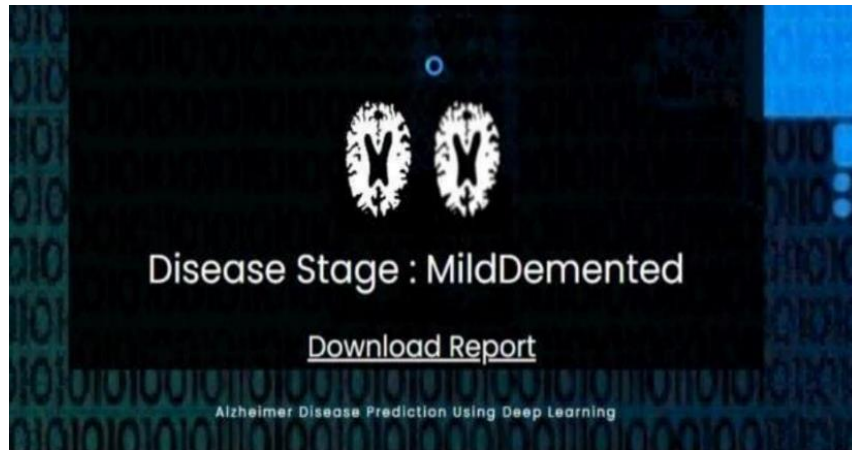 Disease Stage : MildDemented
Download Report
Alzheimer Disease Prediction Using Deep Learning